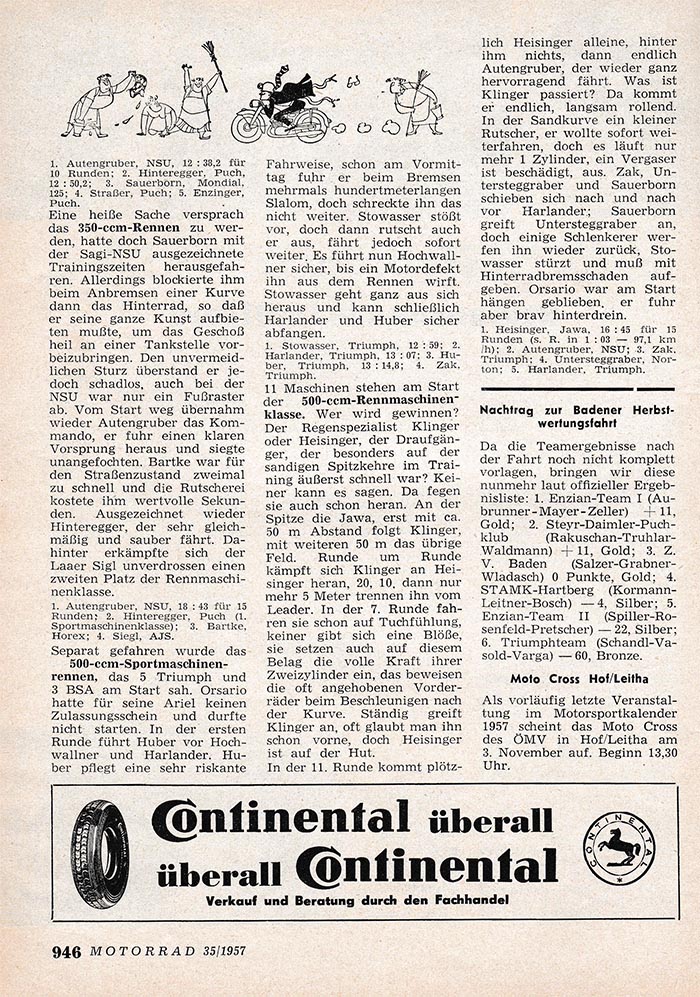 1. Autengruber, NSU, 12 : 38,2 für
10 Runden; 2. Hinteregger, Puch,
12 : 50,2; 3. Sauerborn, Mondial,
125; 4. Straßer, Puch; 5. Enzinger,
Puch.
Eine heiße Sache versprach
das 350-ccm-Rennen zu wer-
den, hatte doch Sauerborn mit
der Sagi-NSU ausgezeichnete
Trainingszeiten herausgefah-
ren. Allerdings blockierte ihm
beim Anbremsen einer Kurve
dann das Hinterrad, so daß
er seine ganze Kunst aufbie-
ten mußte, um das Geschoß
heil an einer Tankstelle vor-
beizubringen. Den unvermeid-
lichen Sturz überstand er je-
doch schadlos, auch bei der
NSU war nur ein Fußraster
ab. Vom Start weg übernahm
wieder Autengruber das Kom-
mando, er fuhr einen klaren
Vorsprung heraus und siegte
unangefochten. Bartke war für
den Straßenzustand zweimal
zu schnell und die Rutscherei
kostete ihm wertvolle Sekun-
den. Ausgezeichnet wieder
Hinteregger, der sehr gleich-
mäßig und sauber fährt. Da-
hinter erkämpfte sich der
Laaer Sigl unverdrossen einen
zweiten Platz der Rennmaschi-
nenklasse.
1. Autengruber, NSU, 18 : 43 für 15
Runden; 2. Hinteregger, Puch (1.
Sportmaschinenklasse); 3. Bartke,
Horex; 4. Siegl, AJS.
Separat gefahren wurde das
500-ccm-Sportmaschinen-
rennen, das 5 Triumph und
3 BSA am Start sah. Orsario
hatte für seine Ariel keinen
Zulassungsschein und durfte
nicht starten. In der ersten
Runde führt Huber vor Hoch-
wallner und Harlander. Hu-
ber pflegt eine sehr riskante
Fahrweise, schon am Vormit-
tag fuhr er beim Bremsen
mehrmals hundertmeterlangen
Slalom, doch schreckte ihn das
nicht weiter. Stowasser stößt
vor, doch dann rutscht auch
er aus, fährt jedoch sofort
weiter. Es führt nun Hochwall-
ner sicher, bis ein Motordefekt
ihn aus dem Rennen wirft.
Stowasser geht ganz aus sich
heraus und kann schließlich
Harlander und Huber sicher
abfangen.
1. Stowasser, Triumph, 12 : 59; 2.
Harlander, Triumph, 13 : 07; 3. Hu-
ber, Triumph, 13 : 14,8; 4. Zak,
Triumph.
11 Maschinen stehen am Start
der 500-ccm-Rennmaschinen-
klasse. Wer wird gewinnen?
Der Regenspezialist Klinger
oder Heisinger, der Draufgän-
ger, der besonders auf der
sandigen Spitzkehre im Trai-
ning äußerst schnell war? Kei-
ner kann es sagen. Da fegen
sie auch schon heran. An der
Spitze die Jawa, erst mit ca.
50 m Abstand folgt Klinger,
mit weiteren 50 m das übrige
Feld. Runde um Runde
kämpft sich Klinger an Hei-
singer heran, 20, 10, dann nur
mehr 5 Meter trennen ihn vom
Leader. In der 7. Runde fah-
ren sie schon auf Tuchfühlung,
keiner gibt sich eine Blöße,
sie setzen auch auf diesem
Belag die volle Kraft ihrer
Zweizylinder ein, das beweisen
die oft angehobenen Vorder-
räder beim Beschleunigen nach
der Kurve. Ständig greift
Klinger an, oft glaubt man ihn
schon vorne, doch Heisinger
ist auf der Hut.
In der 11. Runde kommt plötz-
lich Heisinger alleine, hinter
ihm nichts, dann endlich
Autengruber, der wieder ganz
hervorragend fährt. Was ist
Klinger passiert? Da kommt
er endlich, langsam rollend.
In der Sandkurve ein kleiner
Rutscher, er wollte sofort wei-
terfahren, doch es läuft nur
mehr 1 Zylinder, ein Vergaser
ist beschädigt, aus. Zak, Un-
tersteggruber und Sauerborn
schieben sich nach und nach
vor Harlander; Sauerborn
greift Untersteggruber an,
doch einige Schlenkerer wer-
fen ihn wieder zurück, Sto-
wasser stürzt und muß mit
Hinterradbremsschaden auf-
geben. Orsario war am Start
hängen geblieben, er fuhr
aber brav hinterdrein.
1. Heisinger, Jawa, 16 : 45 für 15
Runden (s. R. in 1 : 03 — 97,1 km
/h); 2. Autengruber, NSU; 3. Zak,
Triumph; 4. Untersteggruber, Nor-
ton; 5. Harlander, Triumph.
Nachtrag zur Badener Herbst-
wertungsfahrt
Da die Teamergebnisse nach
der Fahrt noch nicht komplett
vorlagen, bringen wir diese
nunmehr laut offizieller Ergeb-
nisliste: 1. Enzian-Team I (Au-
brunner-Mayer-Zeller) + 11,
Gold; 2. Steyr-Daimler-Puch-
klub (Rakuschan-Truhlar-
Waldmann) + 11, Gold; 3. Z.
V. Baden (Salzer-Grabner-
Wladasch) 0 Punkte, Gold; 4.
STAMK-Hartberg (Kormann-
Leitner-Bosch) — 4, Silber; 5.
Enzian-Team II (Spiller-Ro-
senfeld-Pretscher) — 22, Silber;
6. Triumphteam (Schandl-Va-
sold-Varga) — 60, Bronze.
Moto Cross Hof/Leitha
Als vorläufig letzte Veranstal-
tung im Motorsportkalender
1957 scheint das Moto Cross
des ÖMV in Hof/Leitha am
3. November auf. Beginn 13,30
Uhr.
Continental überall
überall Continental
Verkauf und Beratung durch den Fachhandel
CONTINENTAL
946 MOTORRAD 35/1957